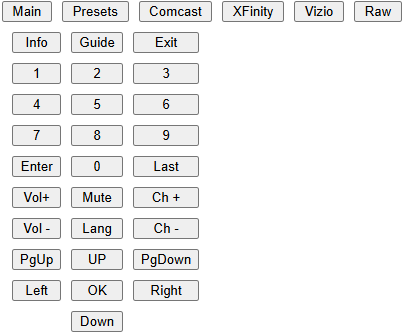 Main Presets Comcast XFinity Vizio Raw
Info Guide Exit
1 2 3
4 5 6
7 8 9
Enter 0 Last
Vol+ Mute Ch +
Vol - Lang Ch -
PgUp UP PgDown
Left OK Right
Down